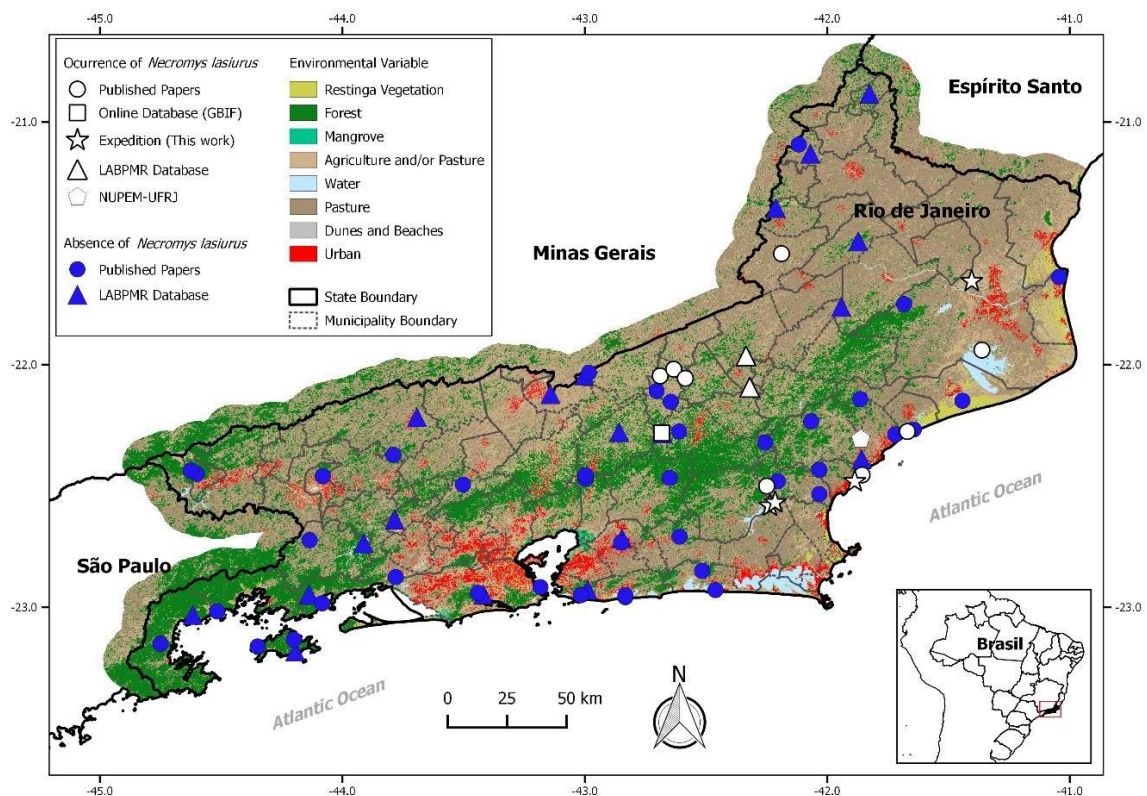 -45.0
-44.0
-43.0
-42.0
-41.0
Ocurrence of Necromys lasiurus
Published Papers
Online Database (GBIF)
Expedition (This work)
LABPMR Database
NUPEM-UFRJ
Absence of Necromys lasiurus
Published Papers
LABPMR Database
Environmental Variable
Restinga Vegetation
Forest
Mangrove
Agriculture and/or Pasture
Water
Pasture
Dunes and Beaches
Urban
State Boundary
Municipality Boundary
Espírito Santo
-21.0
-21.0
Rio de Janeiro
Minas Gerais
-22.0
-22.0
Atlantic Ocean
São Paulo
-23.0
-23.0
Brasil
Atlantic Ocean
N
0 25 50 km
-45.0
-44.0
-43.0
-42.0
-41.0